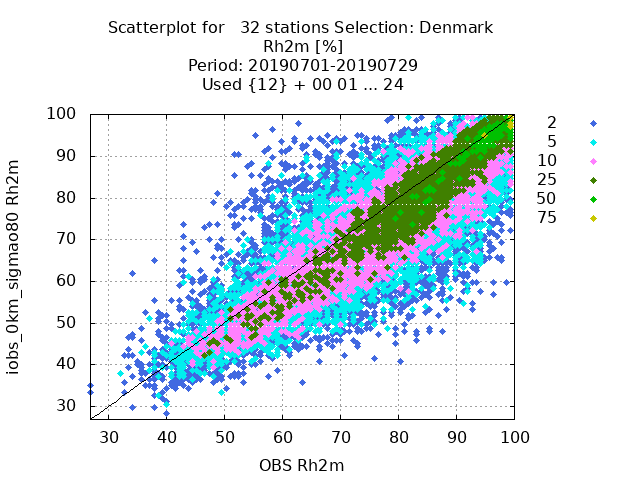 Scatterplot for   32 stations Selection: Denmark
Rh2m [%]
Period: 20190701-20190729
Used {12} + 00 01 ... 24
iobs_0km_sigmao80 Rh2m
100
90
80
70
60
50
40
30
30 40 50 60 70 80 90 100
OBS Rh2m
2
5
10
25
50
75